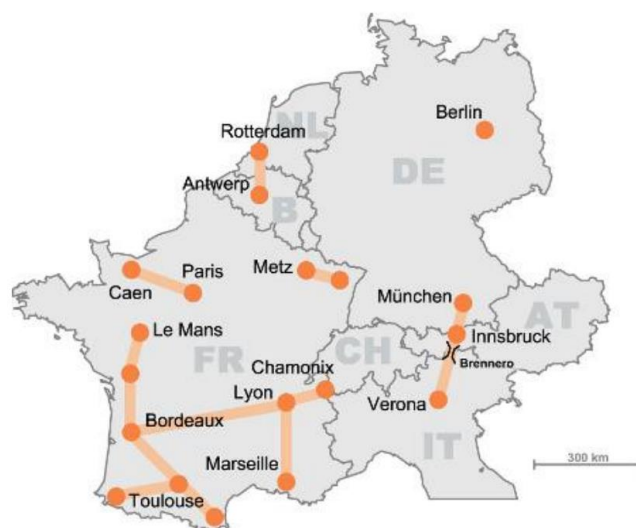 NL
Rotterdam
Berlin
DE
Antwerp
B
Metz
Paris
Caen
München
AT
Le Mans
Innsbruck
FR
CH
Brennero
Chamonix
Lyon
Verona
Bordeaux
IT
Marseille
300 km
Toulouse